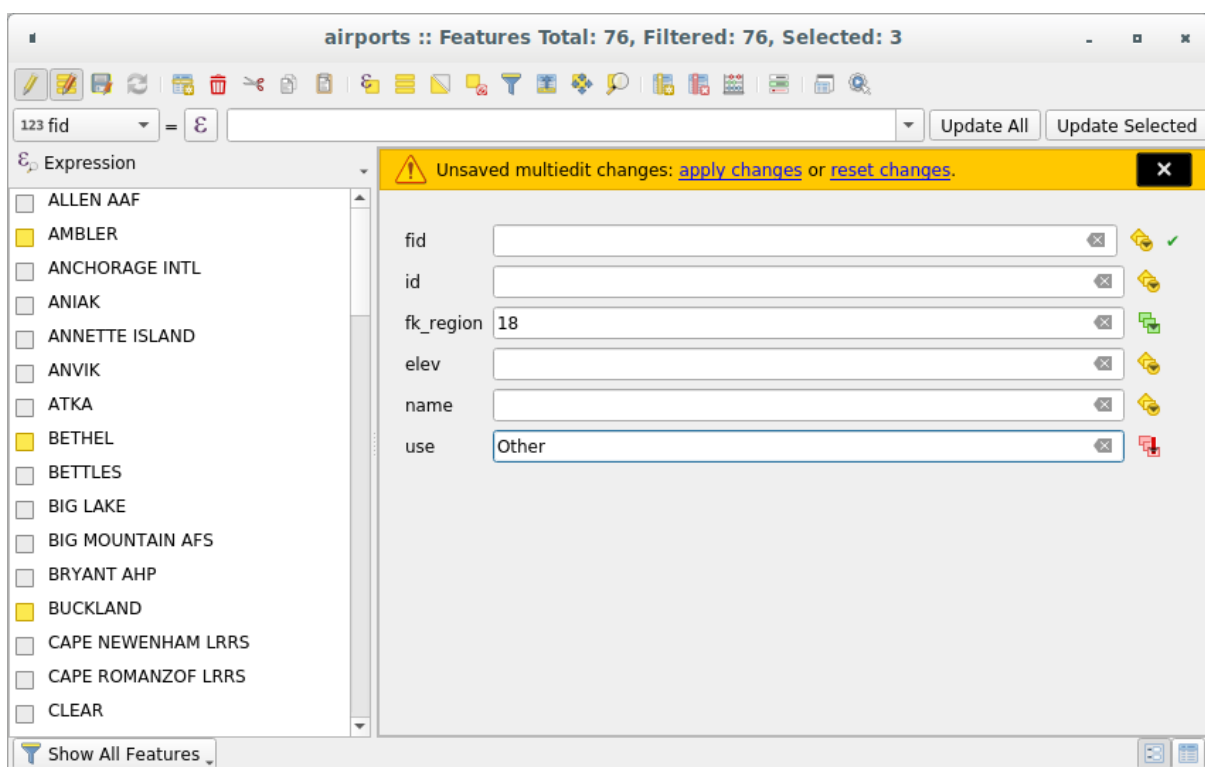 airports :: Features Total: 76, Filtered: 76, Selected: 3
123 fid = ε Update All Update Selected
ε Expression
Unsaved multiedit changes: apply changes or reset changes.
ALLEN AAF
AMBLER
ANCHORAGE INTL
ANIAK
ANNETTE ISLAND
ANVIK
ATKA
BETHEL
BETTLES
BIG LAKE
BIG MOUNTAIN AFS
BRYANT AHP
BUCKLAND
CAPE NEWENHAM LRRS
CAPE ROMANZOF LRRS
CLEAR
fid
id
fk_region 18
elev
name
use Other
Show All Features